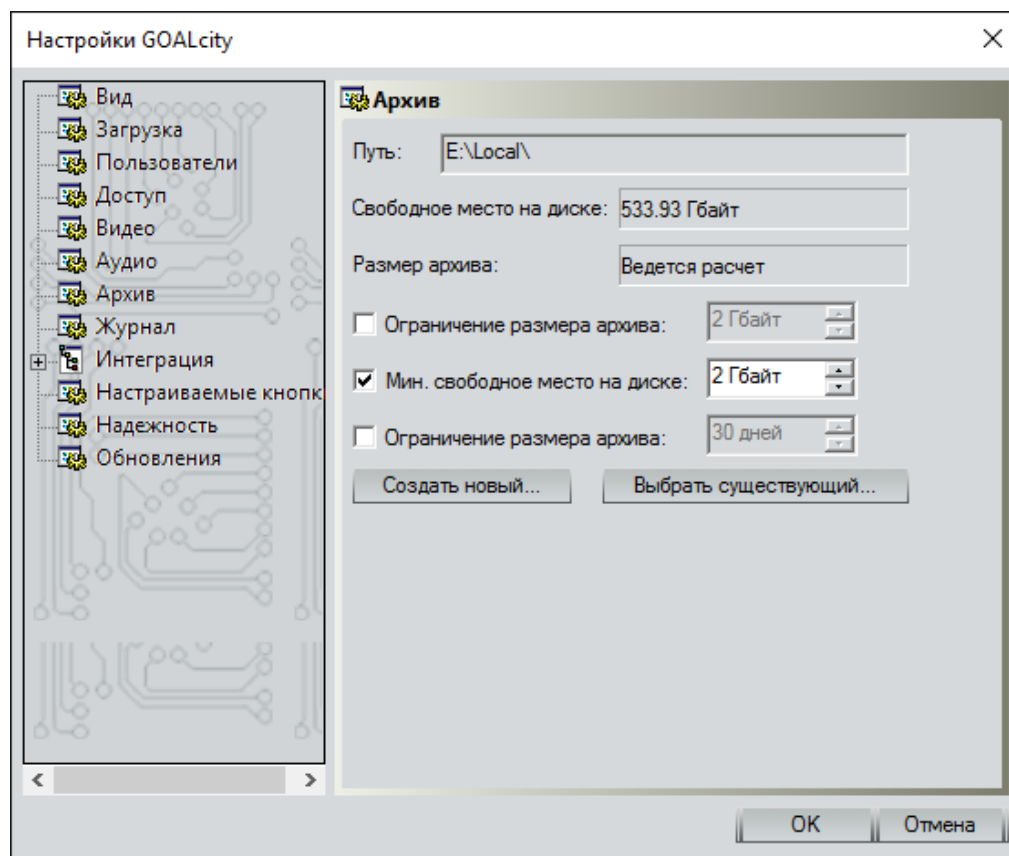 Настройки GOALcity
Вид
Загрузка
Пользователи
Доступ
Видео
Аудио
Архив
Журнал
Интеграция
Настраиваемые кнопк
Надежность
Обновления
Архив
Путь: E:\Local\
Свободное место на диске: 533.93 Гбайт
Размер архива: Ведется расчет
Ограничение размера архива: 2 Гбайт
Мин. свободное место на диске: 2 Гбайт
Ограничение размера архива: 30 дней
Создать новый... Выбрать существующий...
OK Отмена